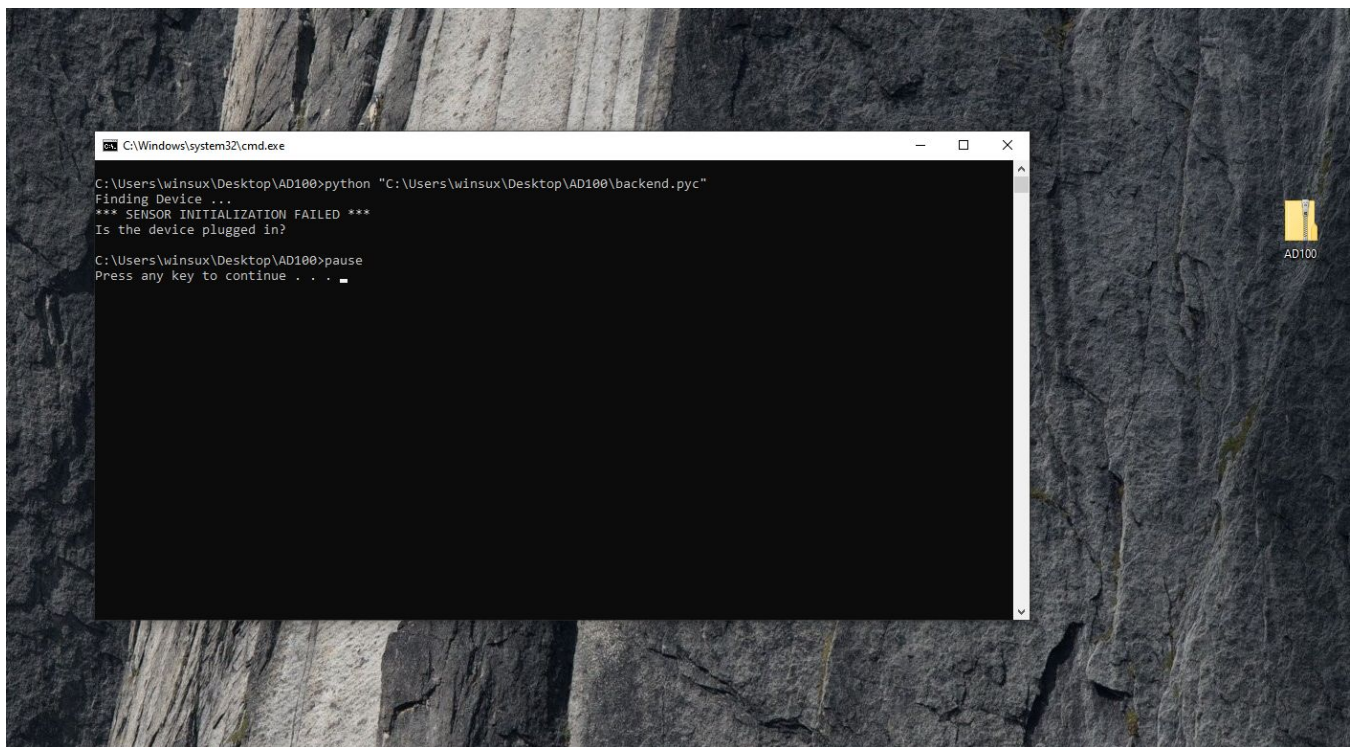 C:\Windows\system32\cmd.exe
C:\Users\winsux\Desktop\AD100>python "C:\Users\winsux\Desktop\AD100\backend.pyc"
Finding Device ...
*** SENSOR INITIALIZATION FAILED ***
Is the device plugged in?
C:\Users\winsux\Desktop\AD100>pause
Press any key to continue . . .
AD100